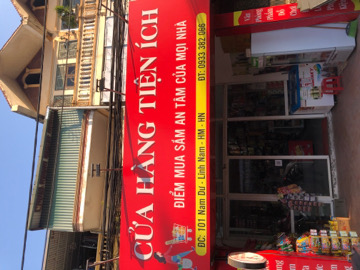 CỬA HÀNG TIỆN ÍCH
ĐIỂM MUA SẮM AN TÂM CỦA MỌI NHÀ
ĐC: 101 Nam Dư - Lĩnh Nam - HM - HN
ĐT: 0933.382.066